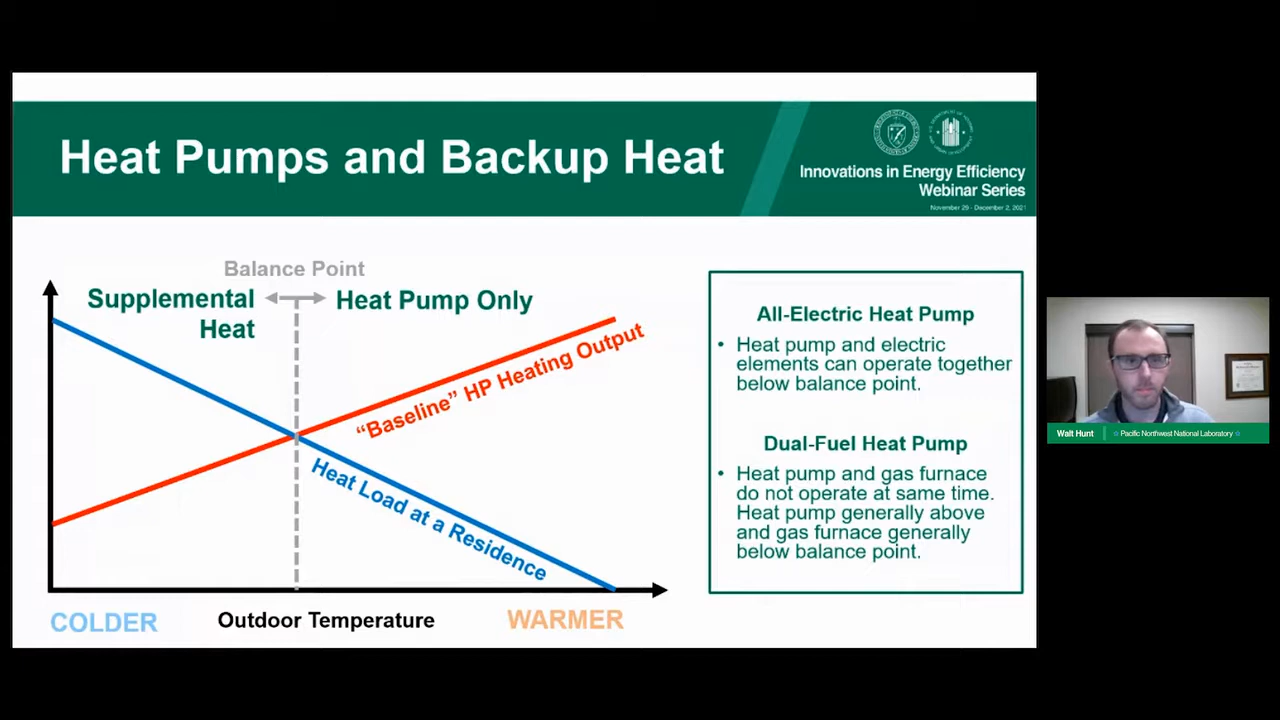 Heat Pumps and Backup Heat
Innovations in Energy Efficiency
Webinar Series
November 29 - December 2, 2021
Balance Point
Supplemental
Heat
Heat Pump Only
“Baseline” HP Heating Output
Heat Load at a Residence
COLDER
Outdoor Temperature
WARMER
All-Electric Heat Pump
• Heat pump and electric
elements can operate together
below balance point.
Dual-Fuel Heat Pump
• Heat pump and gas furnace
do not operate at same time.
Heat pump generally above
and gas furnace generally
below balance point.
Walt Hunt
Pacific Northwest National Laboratory